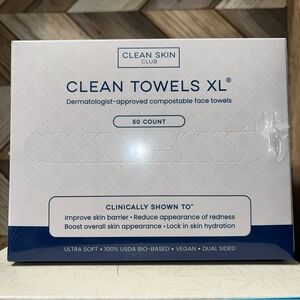 CLEAN SKIN
CLUB
CLEAN TOWELS XL®
Dermatologist-approved compostable face towels
50 COUNT
CLINICALLY SHOWN TO*
Improve skin barrier • Reduce appearance of redness
Boost overall skin appearance • Lock in skin hydration
ULTRA SOFT • 100% USDA BIO-BASED • VEGAN • DUAL SIDED